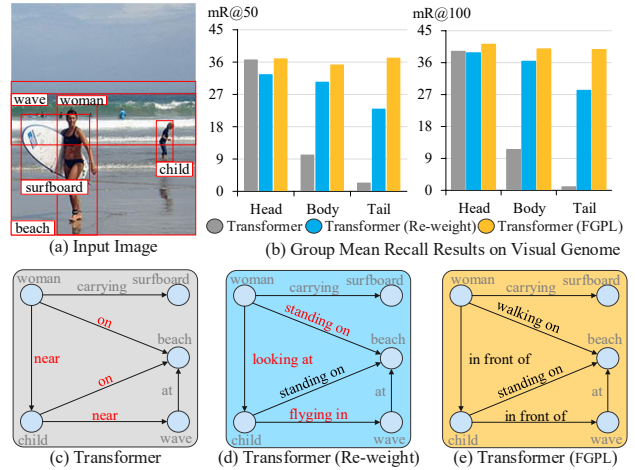 mR@50
mR@100
45
36
27
18
9
0
Head
Body
Tail
45
36
27
18
9
0
Head
Body
Tail
wave
woman
child
surfboard
beach
Transformer
Transformer (Re-weight)
Transformer (FGPL)
(a) Input Image
(b) Group Mean Recall Results on Visual Genome
woman
carrying
surfboard
on
beach
near
on
at
near
child
wave
(c) Transformer
woman
carrying
surfboard
standing on
beach
looking at
standing on
at
flyging in
child
wave
(d) Transformer (Re-weight)
woman
carrying
surfboard
walking on
beach
in front of
standing on
at
in front of
child
wave
(e) Transformer (FGPL)